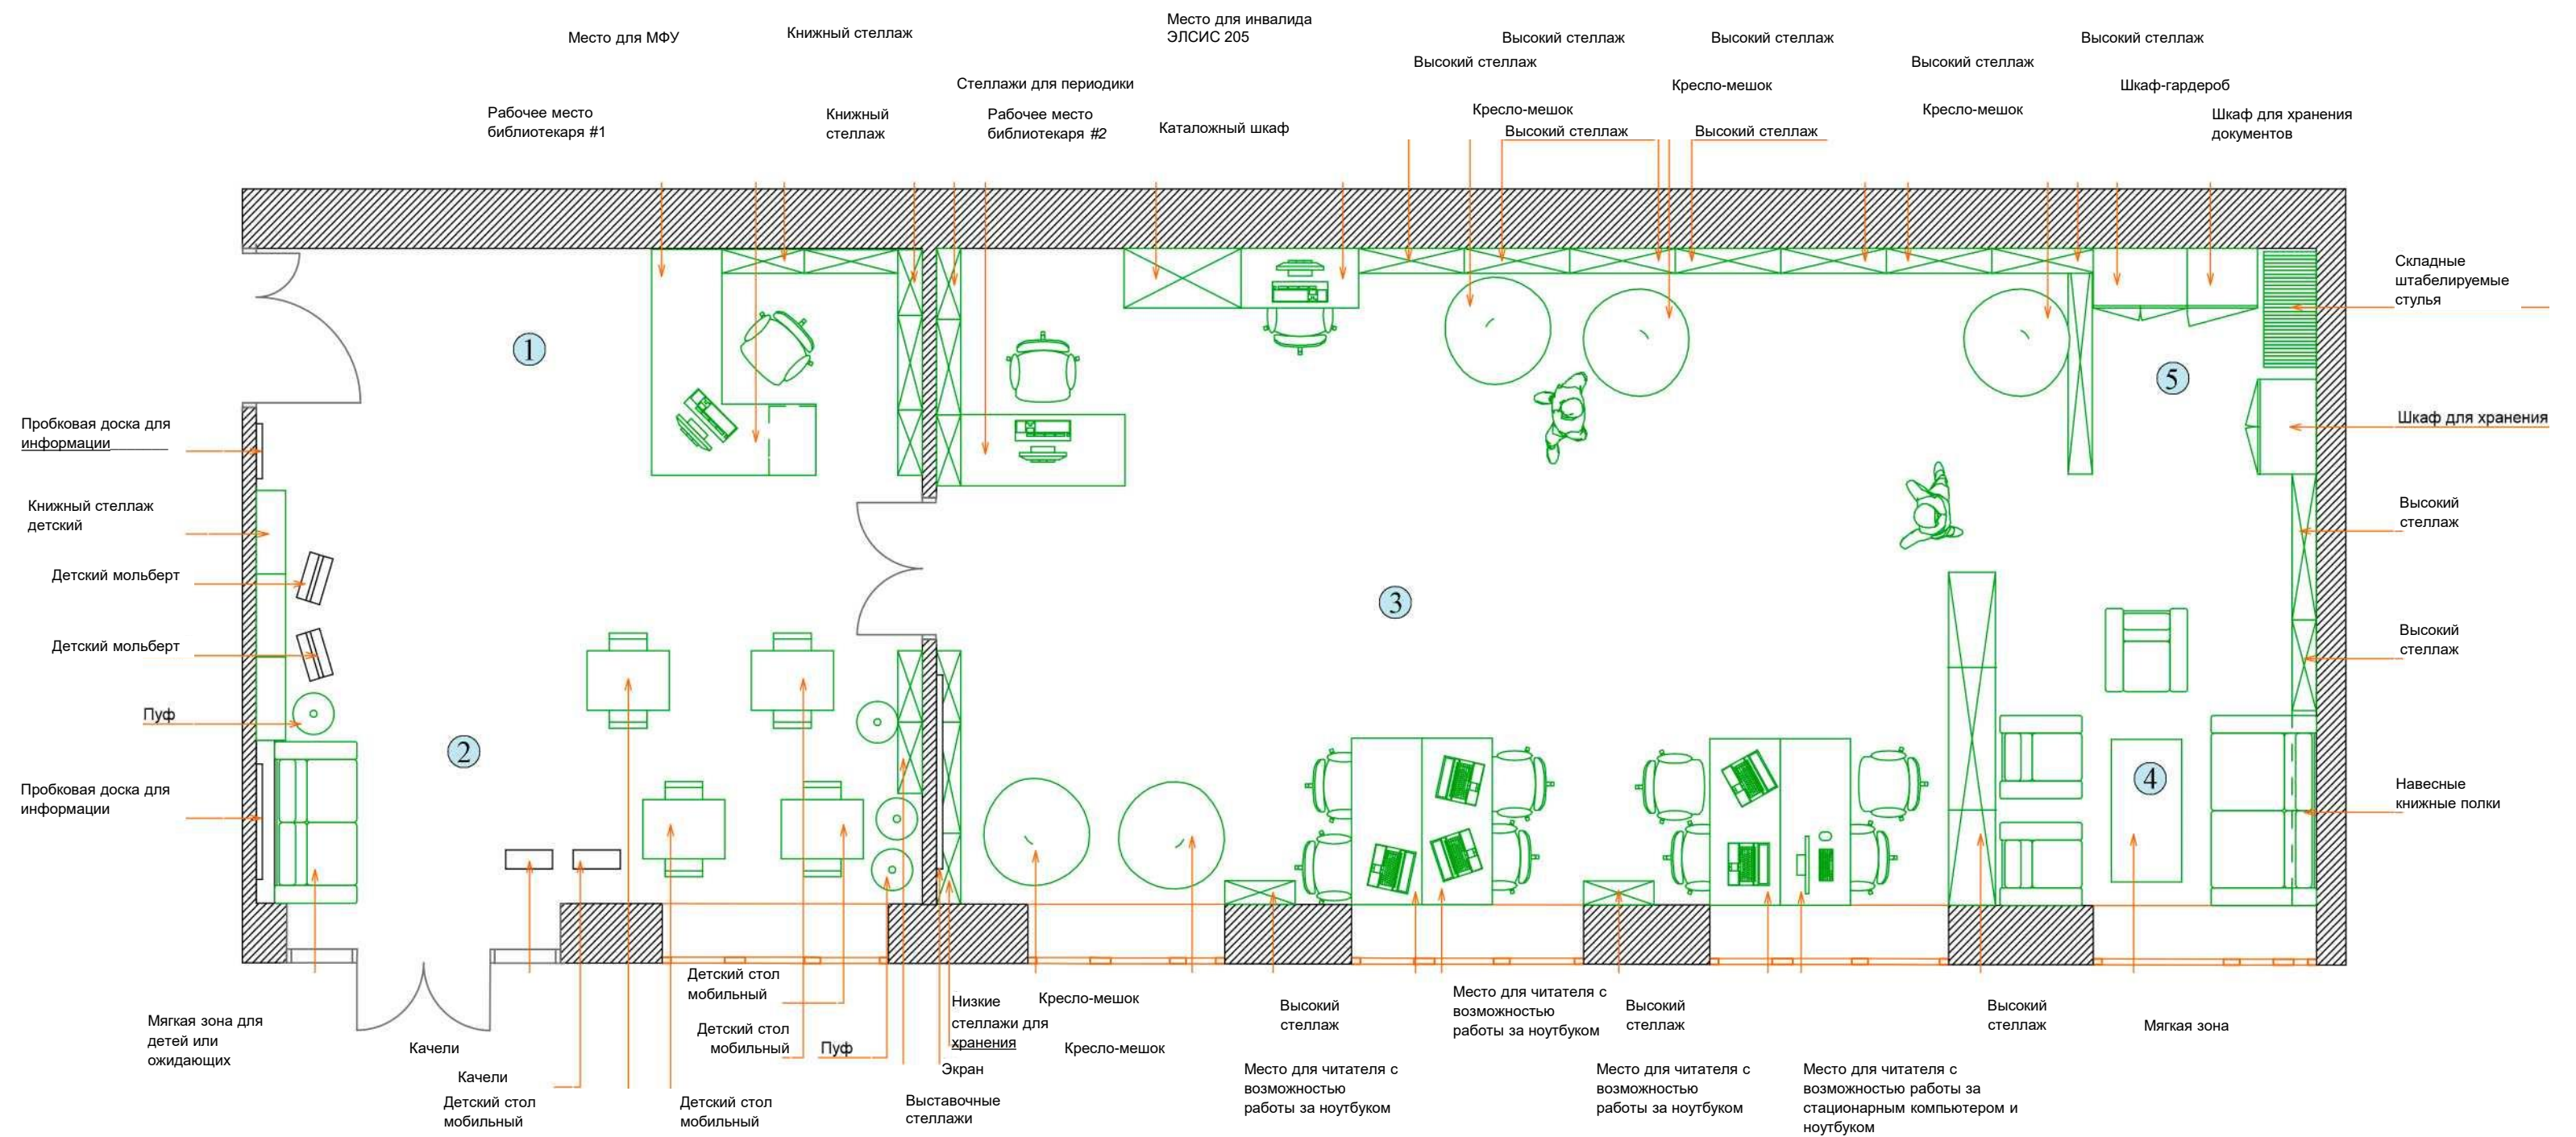 Место для МФУ
Книжный стеллаж
Место для инвалида
ЭЛСИС 205
Высокий стеллаж
Высокий стеллаж
Высокий стеллаж
Высокий стеллаж
Высокий стеллаж
Стеллажи для периодики
Кресло-мешок
Шкаф-гардероб
Рабочее место
библиотекаря #1
Книжный
стеллаж
Рабочее место
библиотекаря #2
Каталожный шкаф
Кресло-мешок
Высокий стеллаж
Высокий стеллаж
Кресло-мешок
Шкаф для хранения
документов
Складные
штабелируемые
стулья
1
5
Пробковая доска для
информации
Шкаф для хранения
Книжный стеллаж
детский
Высокий
стеллаж
Детский мольберт
3
Детский мольберт
Высокий
стеллаж
Пуф
2
4
Пробковая доска для
информации
Навесные
книжные полки
Мягкая зона для
детей или
ожидающих
Качели
Качели
Детский стол
мобильный
Детский стол
мобильный
Детский стол
мобильный
Детский стол
мобильный
Пуф
Низкие
стеллажи для
хранения
Экран
Выставочные
стеллажи
Кресло-мешок
Кресло-мешок
Высокий
стеллаж
Место для читателя с
возможностью
работы за ноутбуком
Место для читателя с
возможностью
работы за ноутбуком
Высокий
стеллаж
Место для читателя с
возможностью
работы за ноутбуком
Место для читателя с
возможностью работы за
стационарным компьютером и
ноутбуком
Высокий
стеллаж
Мягкая зона